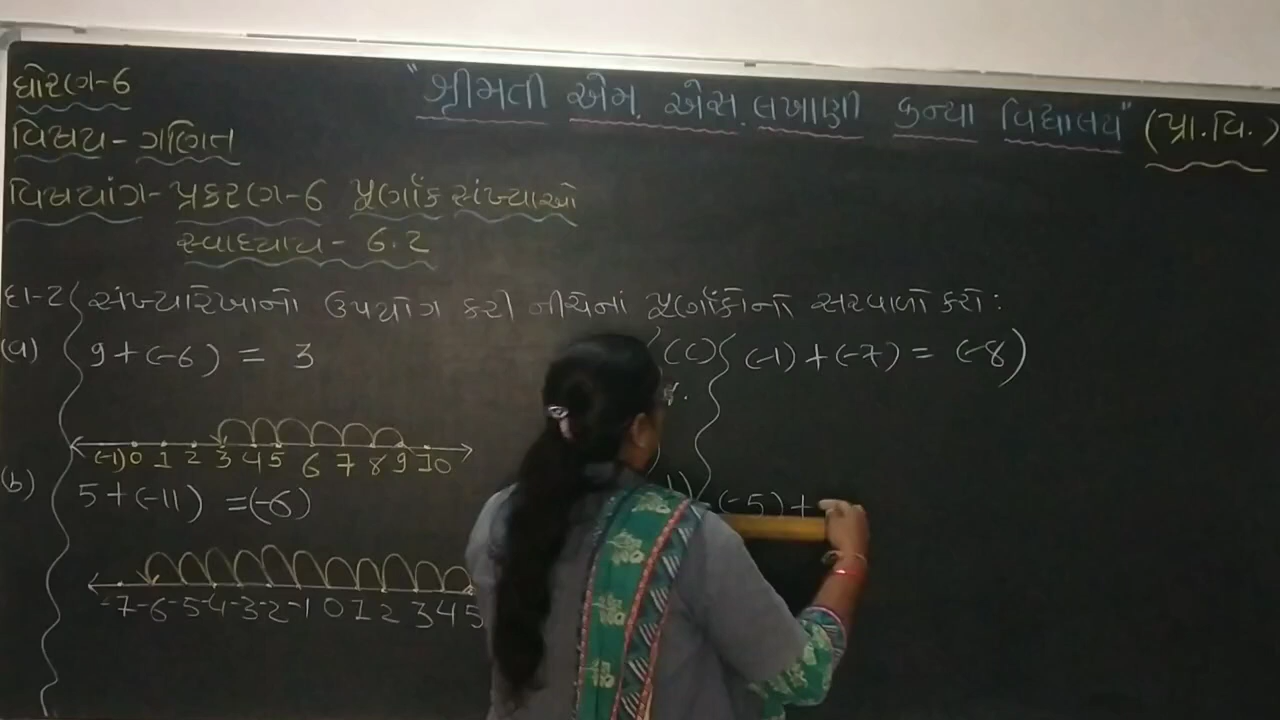 ધોરણ-6
"શ્રીમતી એમ. એસ. લખાણી કન્યા વિદ્યાલય" (પ્રા.વિ.)
વિષય - ગણિત
વિષયાંગ- પ્રકરણ-6 પૂર્ણાંક સંખ્યાઓ
સ્વાધ્યાય - 6.2
દા-2 સંખ્યારેખાનો ઉપયોગ કરી નીચેનાં પૂર્ણાંકોનો સરવાળો કરો:
(a) 9+(-6) = 3
(-1) 0 1 2 3 4 5 6 7 8 9 10
(b) 5+(-11) =(-6)
-7 -6 -5 -4 -3 -2 -1 0 1 2 3 4 5
(c) (-1)+(-7) = (-8)
(-5)+